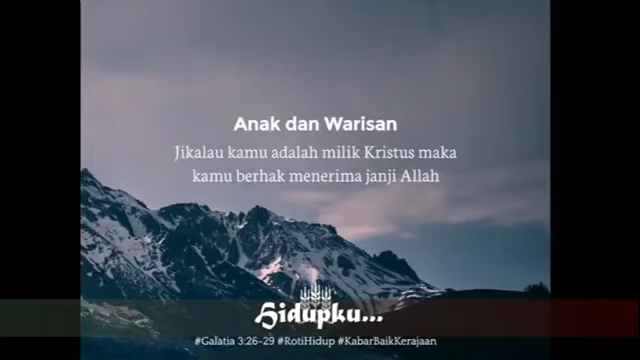 Anak dan Warisan
Jikalau kamu adalah milik Kristus maka
kamu berhak menerima janji Allah
Hidupku...
#Galatia 3:26-29 #RotiHidup #KabarBaikKerajaan